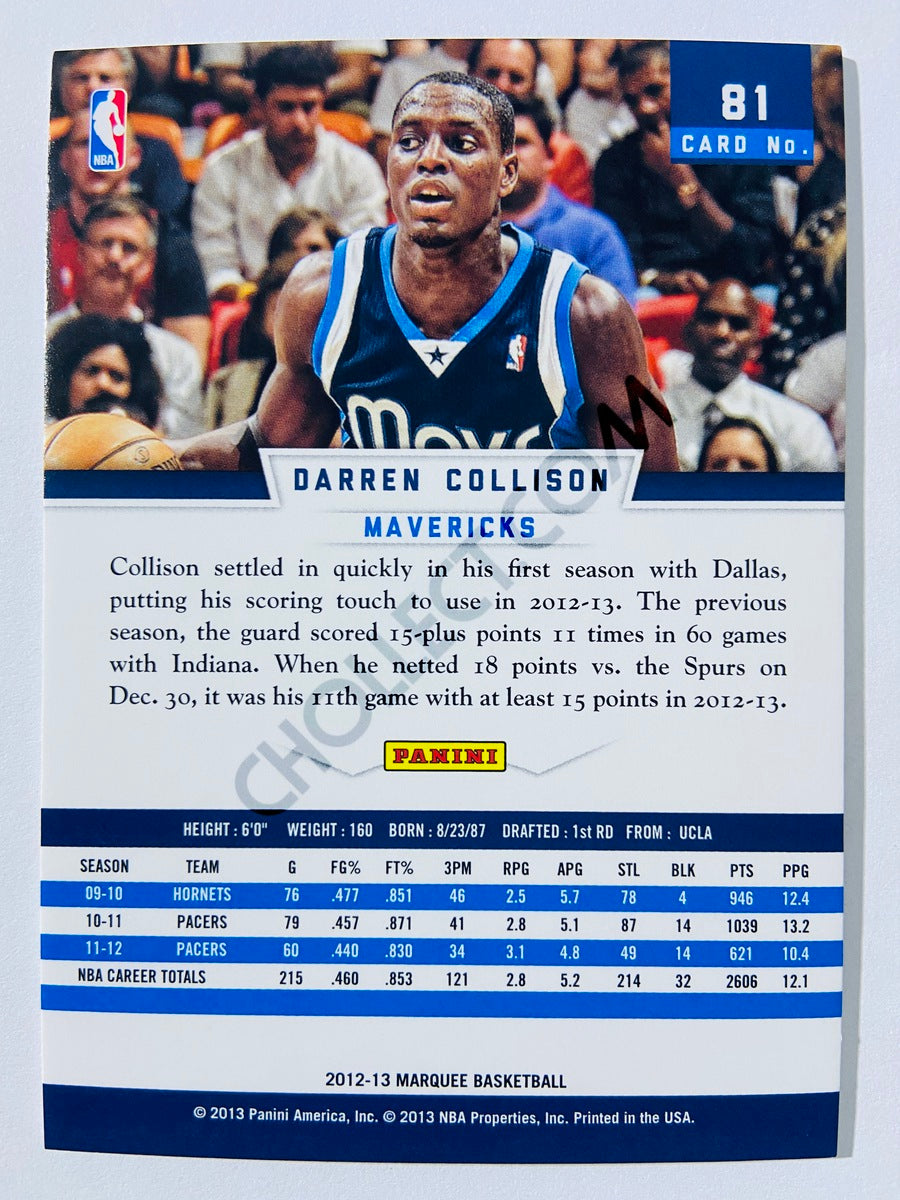 81
CARD No.
NBA
Mavs
DARREN COLLISON
MAVERICKS
Collison settled in quickly in his first season with Dallas,
putting his scoring touch to use in 2012-13. The previous
season, the guard scored 15-plus points 11 times in 60 games
with Indiana. When he netted 18 points vs. the Spurs on
Dec. 30, it was his 11th game with at least 15 points in 2012-13.
CHOLLECT.COM
PANINI
HEIGHT : 6'0" WEIGHT : 160 BORN : 8/23/87 DRAFTED : 1st RD FROM : UCLA
SEASON TEAM G FG% FT% 3PM RPG APG STL BLK PTS PPG
09-10 HORNETS 76 .477 .851 46 2.5 5.7 78 4 946 12.4
10-11 PACERS 79 .457 .871 41 2.8 5.1 87 14 1039 13.2
11-12 PACERS 60 .440 .830 34 3.1 4.8 49 14 621 10.4
NBA CAREER TOTALS 215 .460 .853 121 2.8 5.2 214 32 2606 12.1
2012-13 MARQUEE BASKETBALL
© 2013 Panini America, Inc. © 2013 NBA Properties, Inc. Printed in the USA.